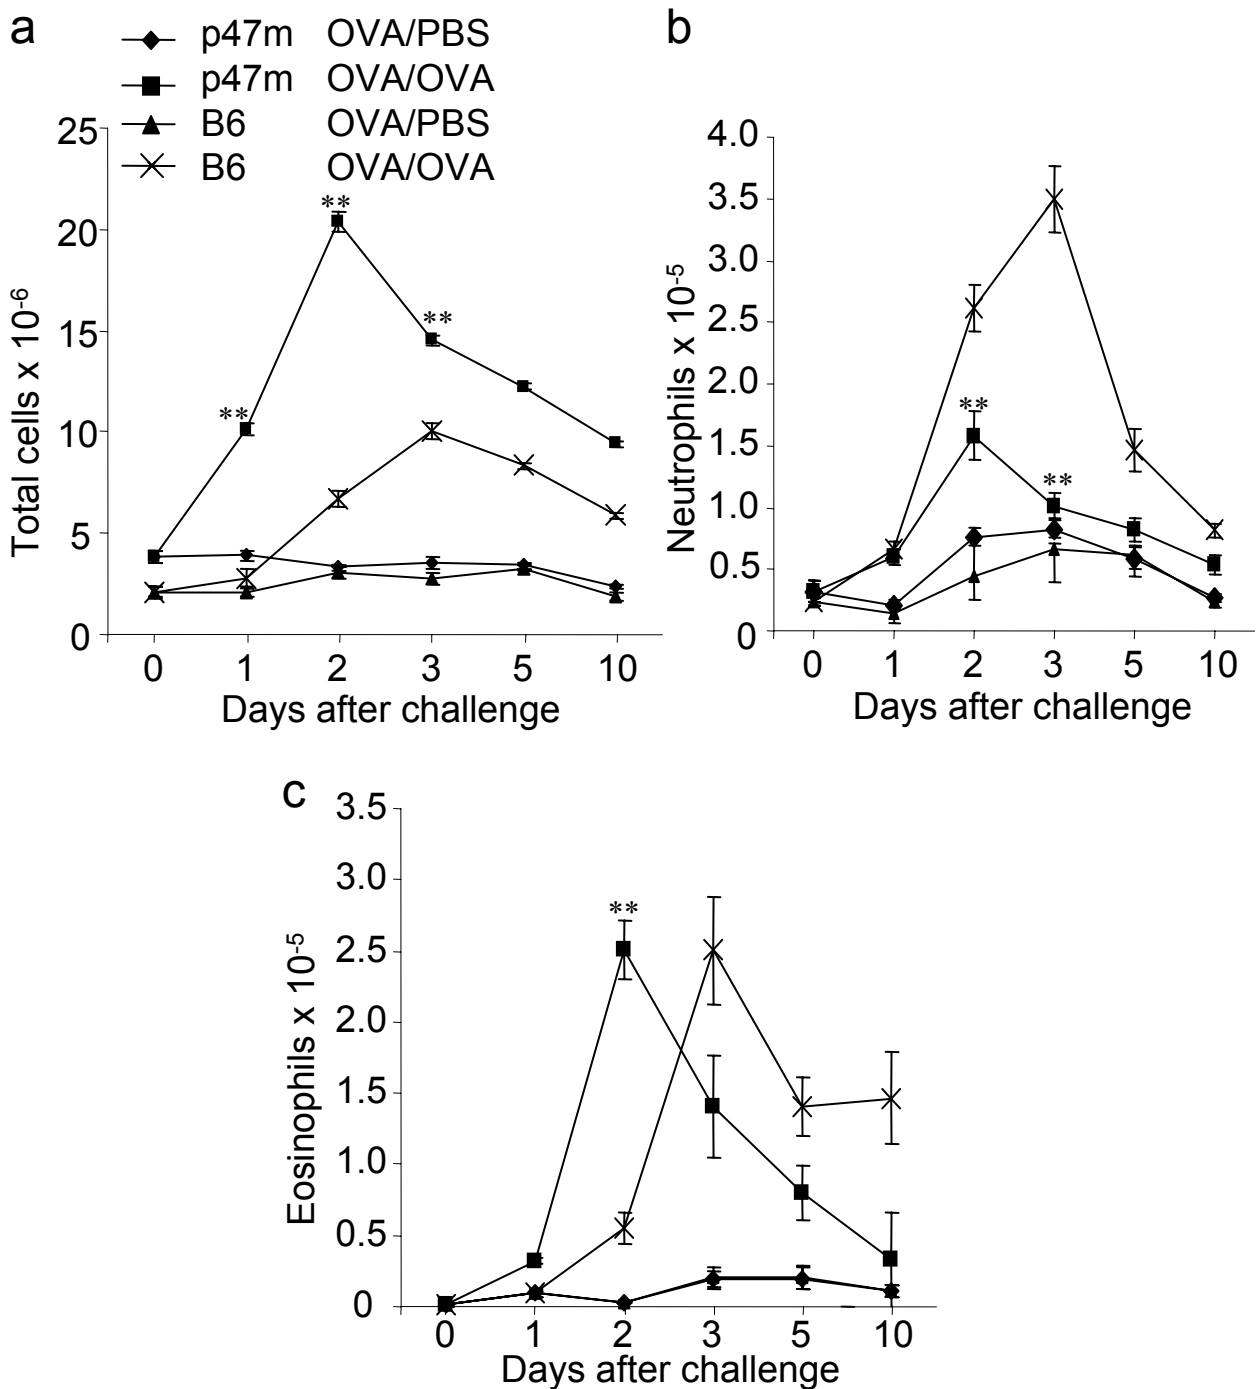 a
p47m OVA/PBS
p47m OVA/OVA
B6 OVA/PBS
B6 OVA/OVA
25
20
15
10
5
0
Total cells x 10-6
**
**
**
0 1 2 3 5 10
Days after challenge
b
4.0
3.5
3.0
2.5
2.0
1.5
1.0
0.5
0
Neutrophils x 10-5
**
**
0 1 2 3 5 10
Days after challenge
c
3.5
3.0
2.5
2.0
1.5
1.0
0.5
0
Eosinophils x 10-5
**
0 1 2 3 5 10
Days after challenge